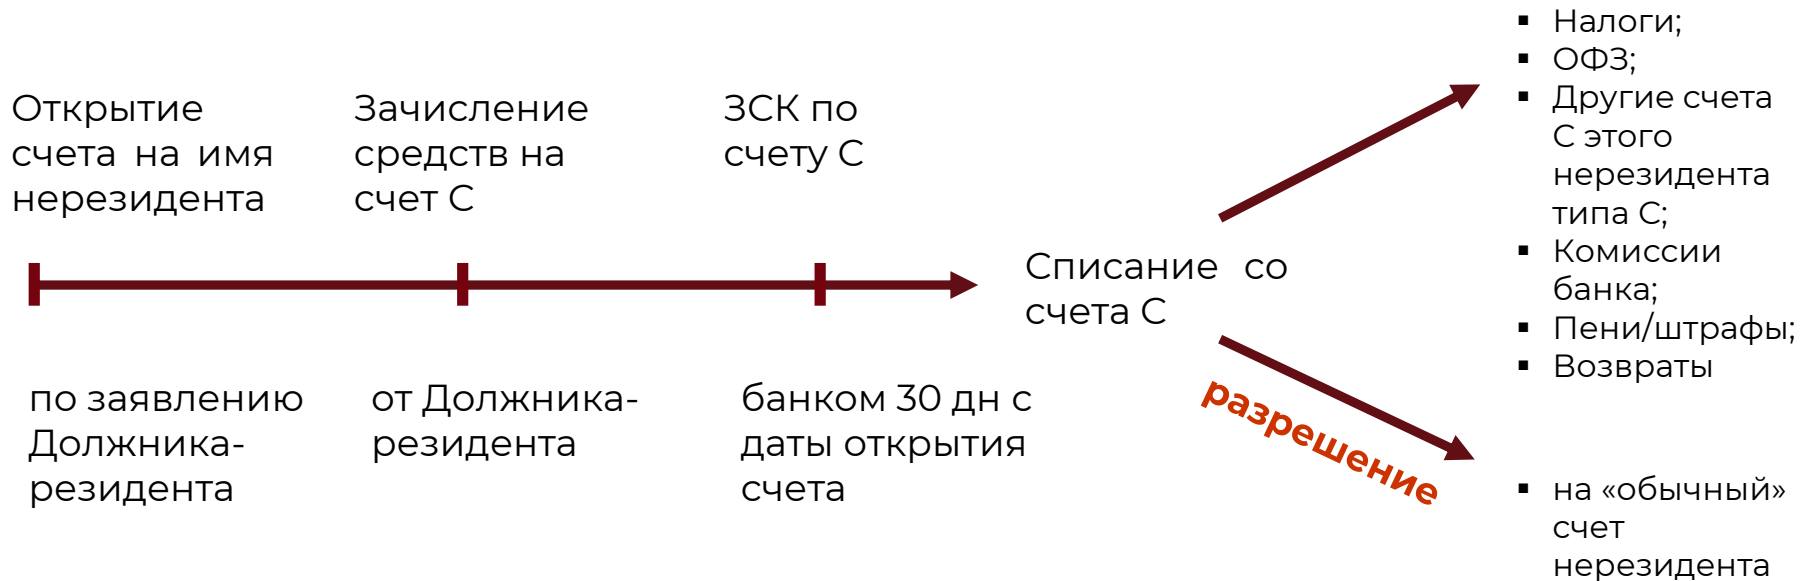 Открытие
счета на имя
нерезидента
Зачисление
средств на
счет С
ЗСК по
счету С
по заявлению
Должника-
резидента
от Должника-
резидента
банком 30 дн с
даты открытия
счета
Списание со
счета С
разрешение
▪ Налоги;
▪ ОФЗ;
▪ Другие счета
С этого
нерезидента
типа С;
▪ Комиссии
банка;
▪ Пени/штрафы;
▪ Возвраты
▪ на «обычный»
счет
нерезидента